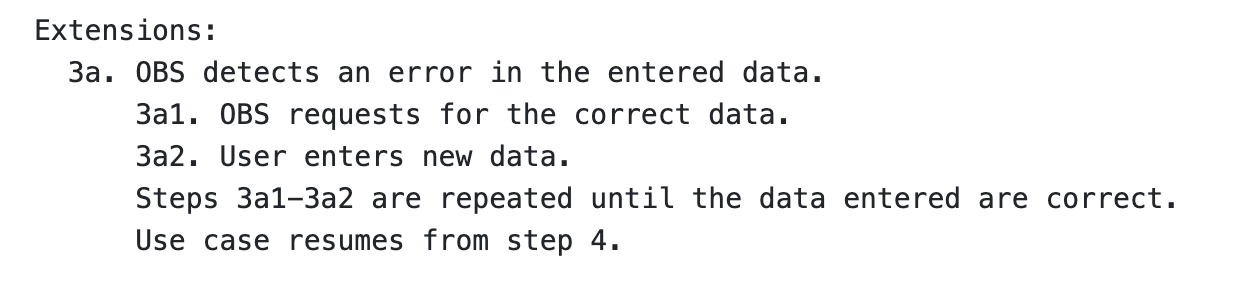 Extensions:
3a. OBS detects an error in the entered data.
3a1. OBS requests for the correct data.
3a2. User enters new data.
Steps 3a1–3a2 are repeated until the data entered are correct.
Use case resumes from step 4.